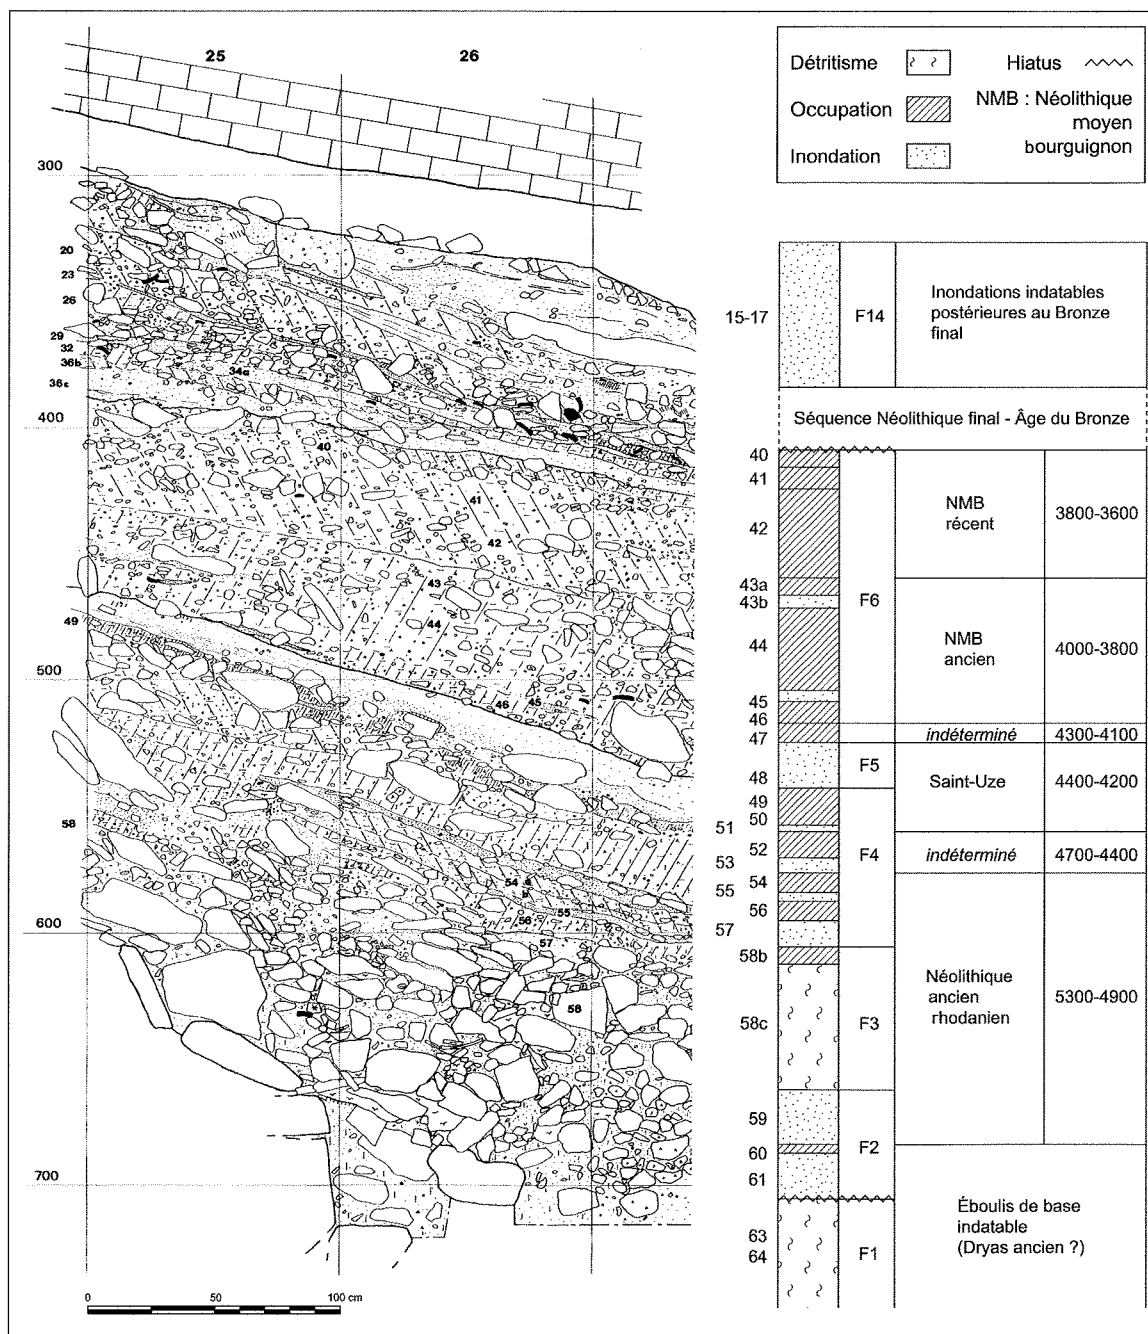 25
26
300
20
23
26
29
32
36b
36c
34a
400
40
41
42
43
44
49
500
46
45
58
54
55
56
600
57
58
700
0
50
100 cm
Détritisme
Hiatus
Occupation
NMB : Néolithique
moyen
bourguignon
Inondation
15-17
F14
Inondations indatables
postérieures au Bronze
final
Séquence Néolithique final - Âge du Bronze
40
41
42
43a
43b
44
45
46
47
48
49
50
51
52
53
54
55
56
57
58b
58c
59
60
61
63
64
F6
F5
F4
F3
F2
F1
NMB
récent
3800-3600
NMB
ancien
4000-3800
indéterminé
4300-4100
Saint-Uze
4400-4200
indéterminé
4700-4400
Néolithique
ancien
rhodanien
5300-4900
Éboulis de base
indatable
(Dryas ancien ?)